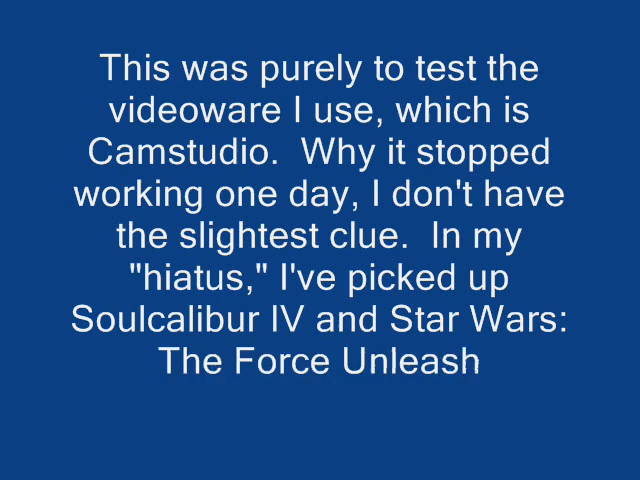 This was purely to test the
videoware I use, which is
Camstudio.  Why it stopped
working one day, I don't have
the slightest clue.  In my
"hiatus," I've picked up
Soulcalibur IV and Star Wars:
The Force Unleash